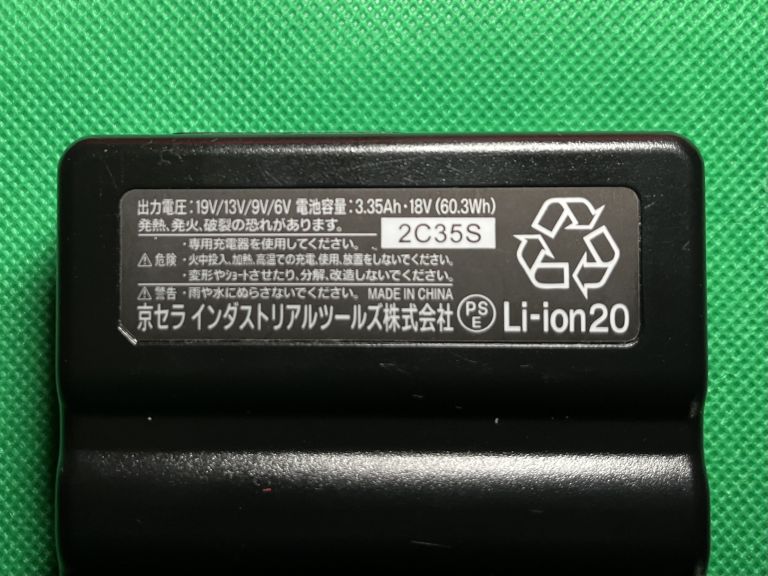 出力電圧：19V/13V/9V/6V 電池容量：3.35Ah・18V（60.3Wh）
発熱、発火、破裂の恐れがあります。
2C35S
・専用充電器を使用してください。
⚠危険 ・火中投入、加熱、高温での充電、使用、放置をしないでください。
・変形やショートさせたり、分解、改造しないでください。
⚠警告 ・雨や水にぬらさないでください。 MADE IN CHINA
京セラ インダストリアルツールズ株式会社 PSE Li-ion20